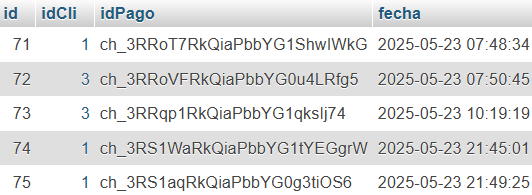 id idCli idPago fecha
71 1 ch_3RRoT7RkQiaPbbYG1ShwIWkG 2025-05-23 07:48:34
72 3 ch_3RRoVFRkQiaPbbYG0u4LRfg5 2025-05-23 07:50:45
73 3 ch_3RRqp1RkQiaPbbYG1qksIj74 2025-05-23 10:19:19
74 1 ch_3RS1WaRkQiaPbbYG1tYEGgrW 2025-05-23 21:45:01
75 1 ch_3RS1aqRkQiaPbbYG0g3tiOS6 2025-05-23 21:49:25